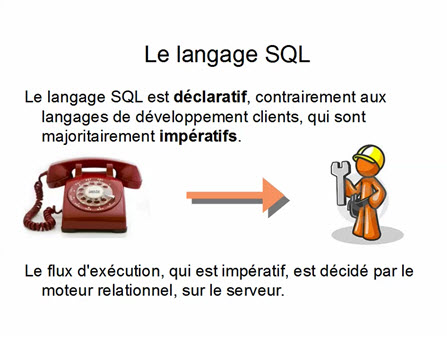 Le langage SQL
Le langage SQL est déclaratif, contrairement aux
langages de développement clients, qui sont
majoritairement impératifs.
Le flux d'exécution, qui est impératif, est décidé par le
moteur relationnel, sur le serveur.